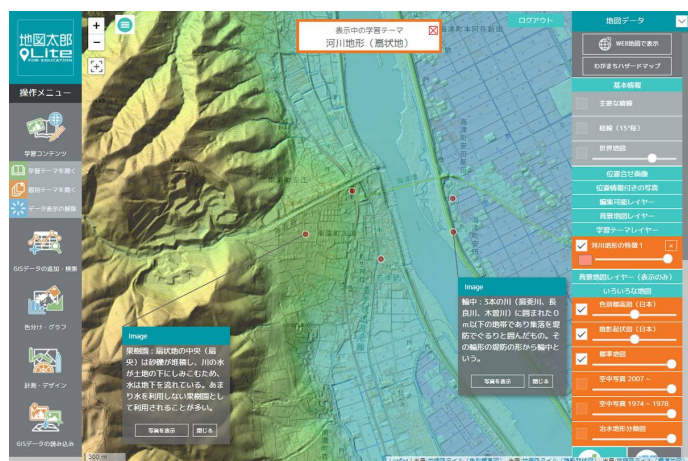 地図太郎
Lite
FOR EDUCATION
操作メニュー
学習コンテンツ
学習テーマを開く
個別テーマを開く
データ表示の解除
GISデータの追加・検索
色分け・グラフ
計測・デザイン
GISデータの読み込み
+
−
表示中の学習テーマ
河川地形(扇状地)
ログアウト
海津町本阿弥新田
Image
果樹園:扇状地の中央(扇
央)は砂礫が堆積し、川の水
が土地の下にしみこむため、
水は地下を流れている。あま
り水を利用しない果樹園とし
て利用されることが多い。
写真を表示
閉じる
Image
輪中:3本の川(揖斐川、長
良川、木曽川)に囲まれた0
m以下の地帯であり集落を堤
防でぐるりと囲んだもの。そ
の輪形の堤防の形から輪中と
いう。
写真を表示
閉じる
300 m
地図データ
WEB地図で表示
わがまちハザードマップ
基本情報
主要な緯線
経線(15°毎)
世界地図
位置合せ画像
位置情報付きの写真
編集可能レイヤー
背景地図レイヤー
学習テーマレイヤー
河川地形の特徴1
背景地図レイヤー(表示のみ)
いろいろな地図
色別標高図(日本)
陰影起伏図(日本)
標準地図
空中写真 2007 ~
空中写真 1974 ~ 1978
治水地形分類図